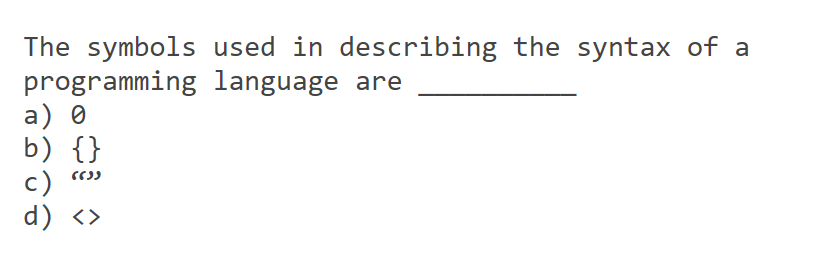 The symbols used in describing the syntax of a
programming language are __________
a) 0
b) {}
c) “”
d) <>